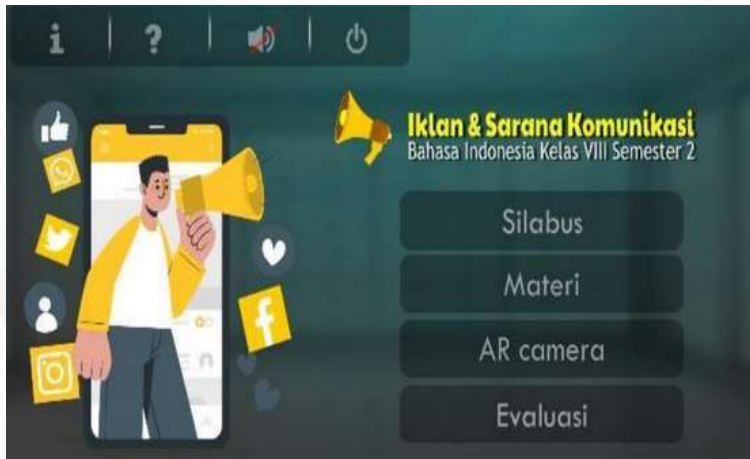 i | ? | |
Iklan & Sarana Komunikasi
Bahasa Indonesia Kelas VIII Semester 2
Silabus
Materi
AR camera
Evaluasi